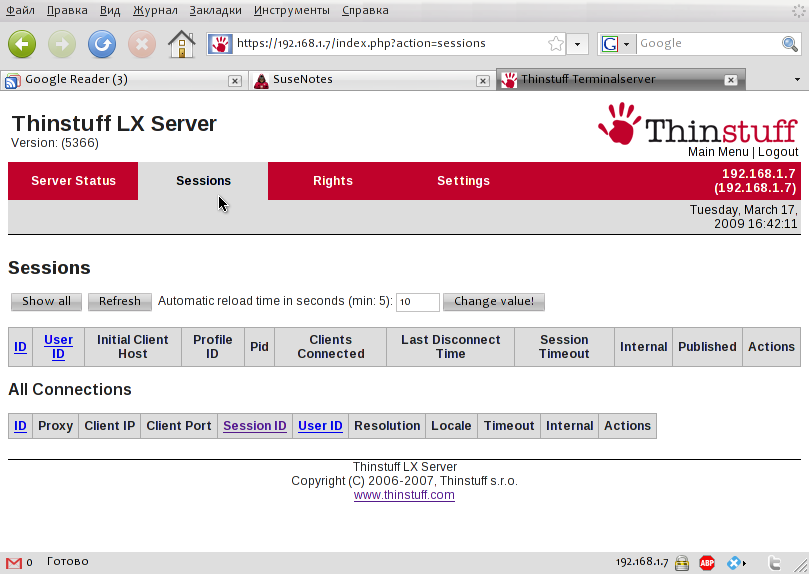 Файл Правка Вид Журнал Закладки Инструменты Справка
https://192.168.1.7/index.php?action=sessions
G Google
Google Reader (3) SuseNotes Thinstuff Terminalserver
Thinstuff LX Server
Version: (5366)
Thinstuff
Main Menu | Logout
Server Status Sessions Rights Settings
192.168.1.7
(192.168.1.7)
Tuesday, March 17,
2009 16:42:11
Sessions
Show all Refresh Automatic reload time in seconds (min: 5): 10 Change value!
ID User ID Initial Client Host Profile ID Pid Clients Connected Last Disconnect Time Session Timeout Internal Published Actions
All Connections
ID Proxy Client IP Client Port Session ID User ID Resolution Locale Timeout Internal Actions
Thinstuff LX Server
Copyright (C) 2006-2007, Thinstuff s.r.o.
www.thinstuff.com
0 Готово 192.168.1.7 ABP